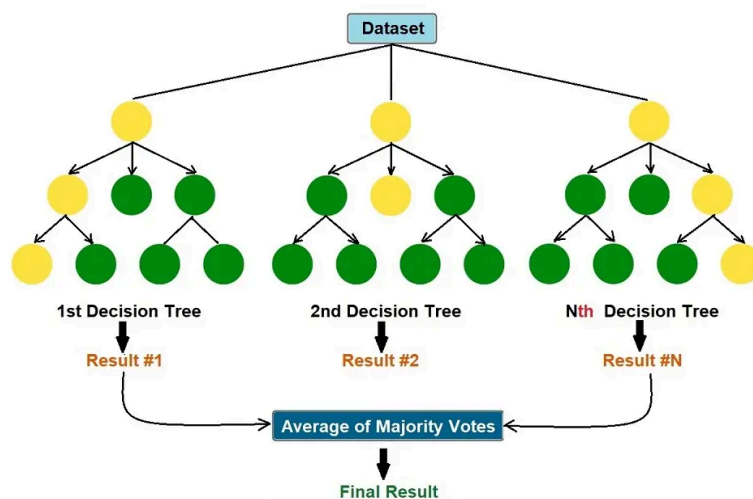 Dataset
1st Decision Tree
2nd Decision Tree
Nth Decision Tree
Result #1
Result #2
Result #N
Average of Majority Votes
Final Result